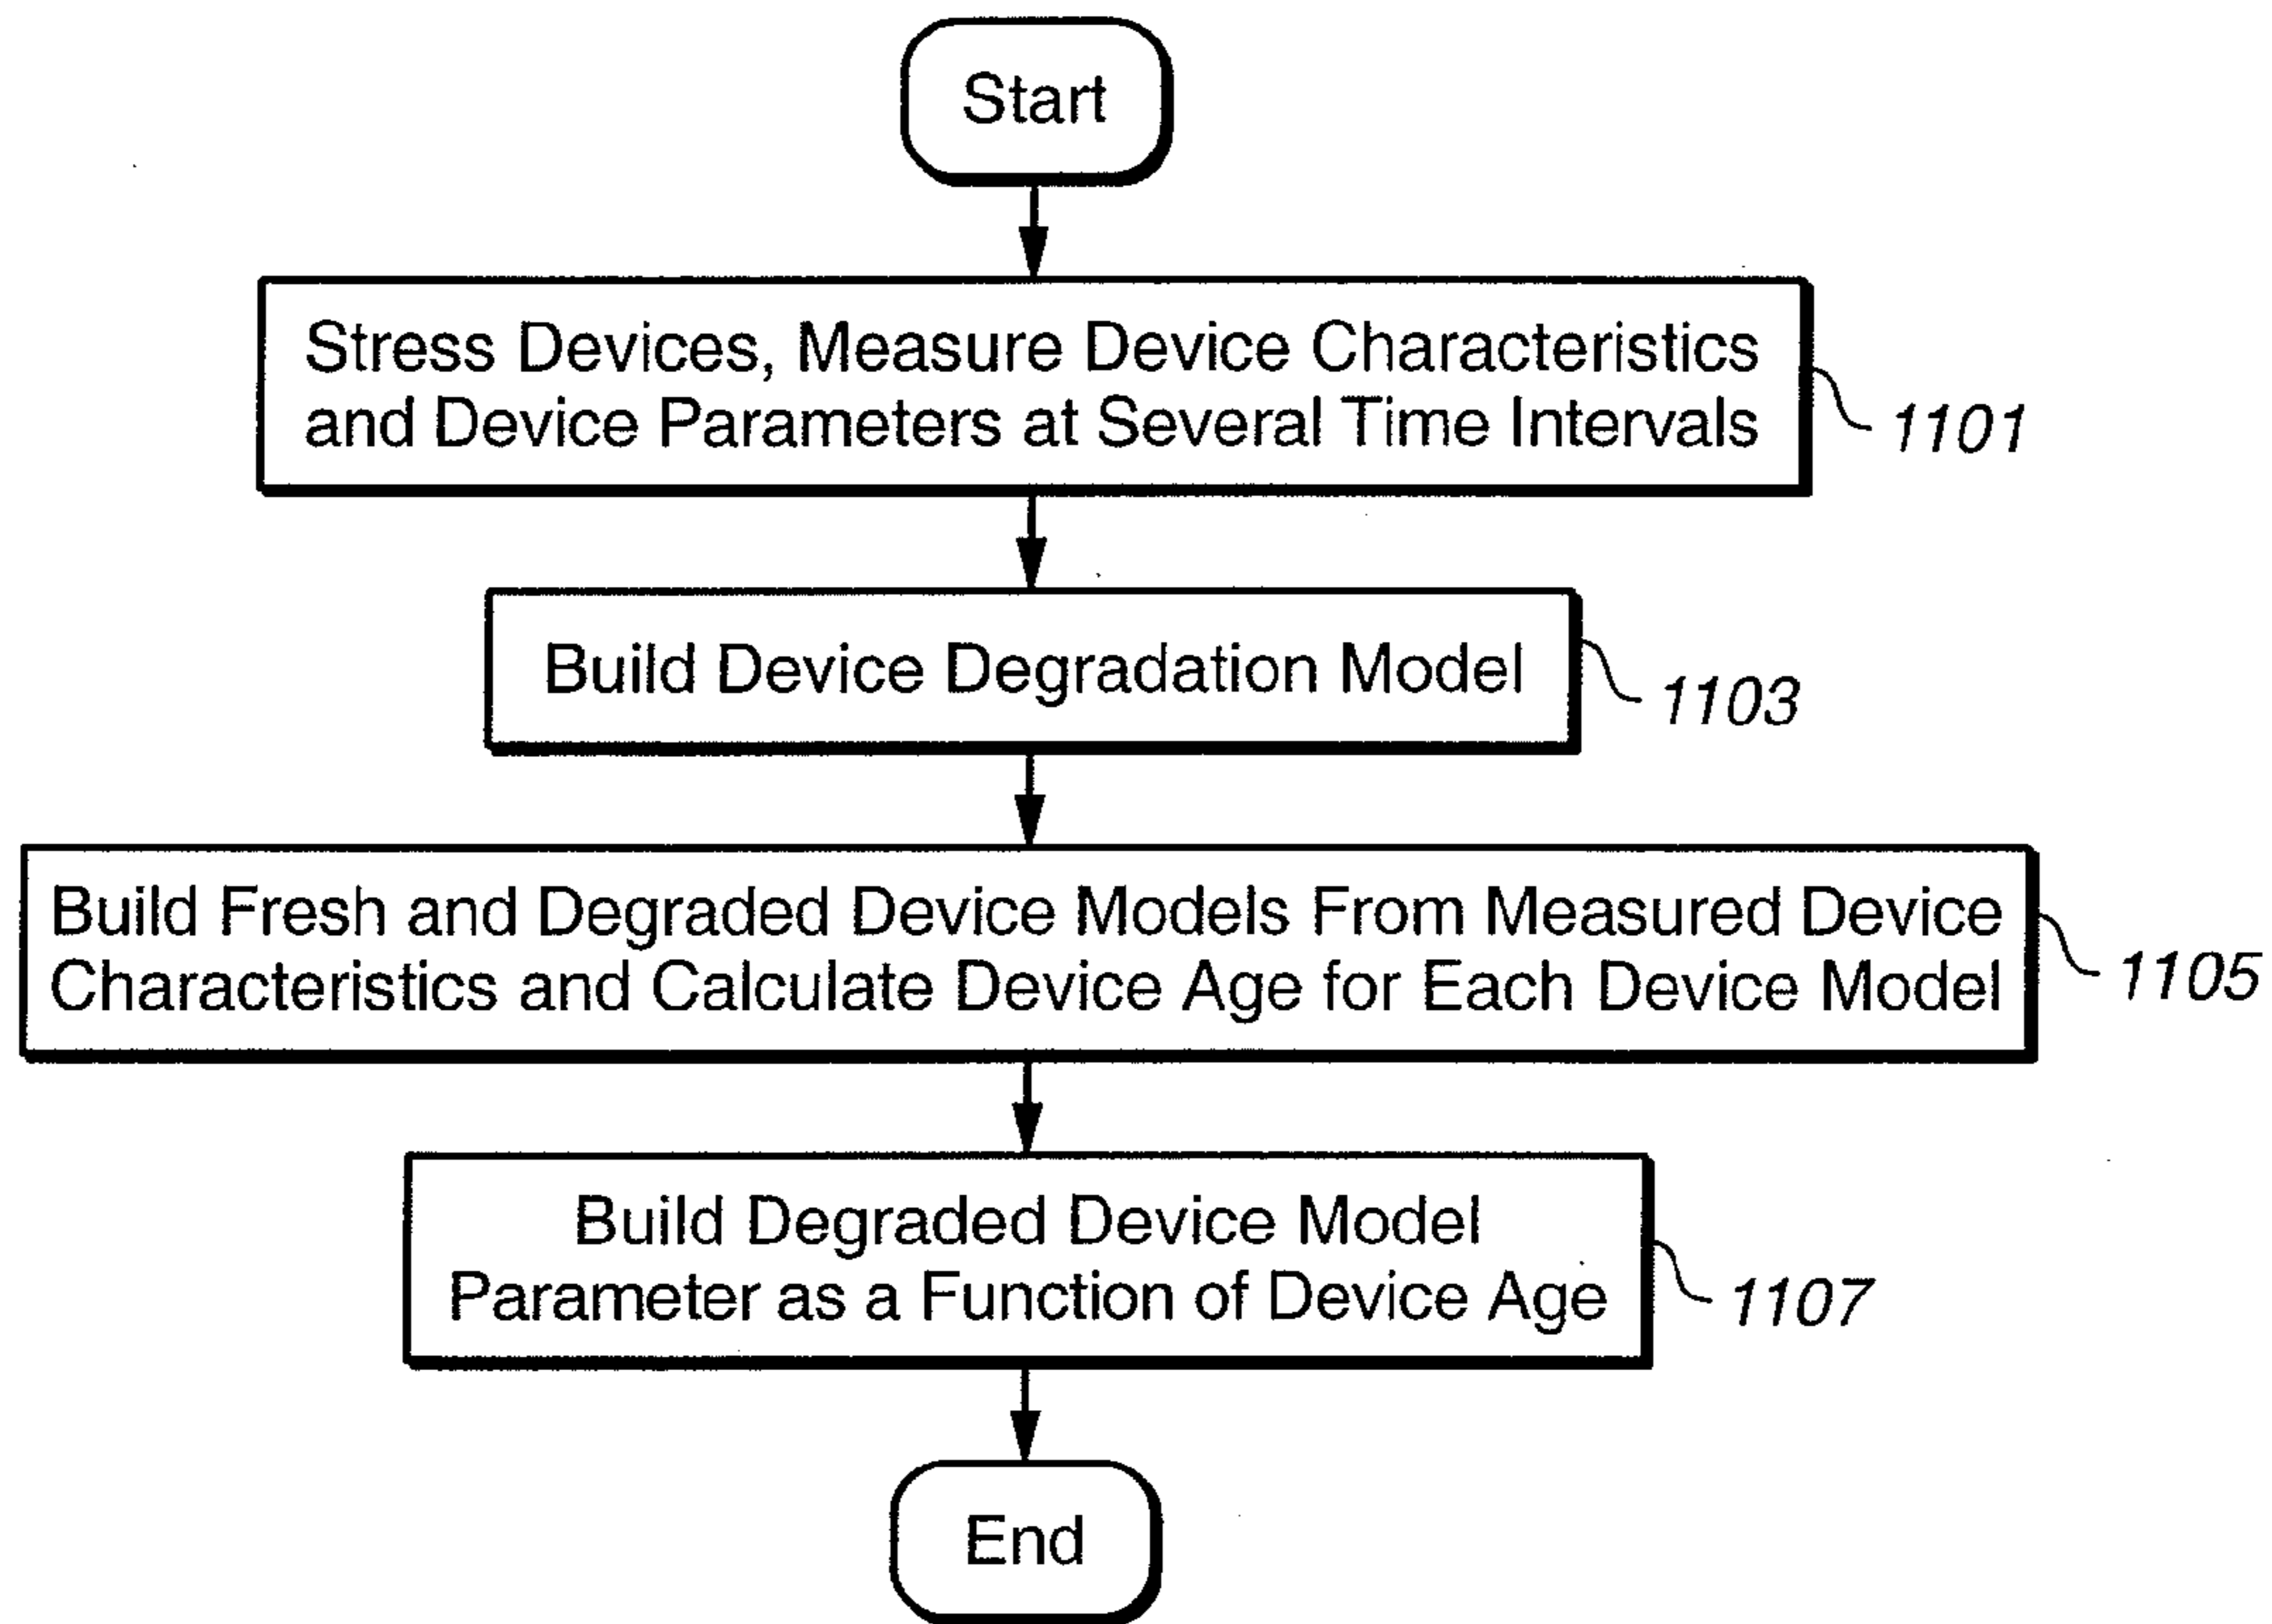 Start
Stress Devices, Measure Device Characteristics
and Device Parameters at Several Time Intervals
1101
Build Device Degradation Model
1103
Build Fresh and Degraded Device Models From Measured Device
Characteristics and Calculate Device Age for Each Device Model
1105
Build Degraded Device Model
Parameter as a Function of Device Age
1107
End